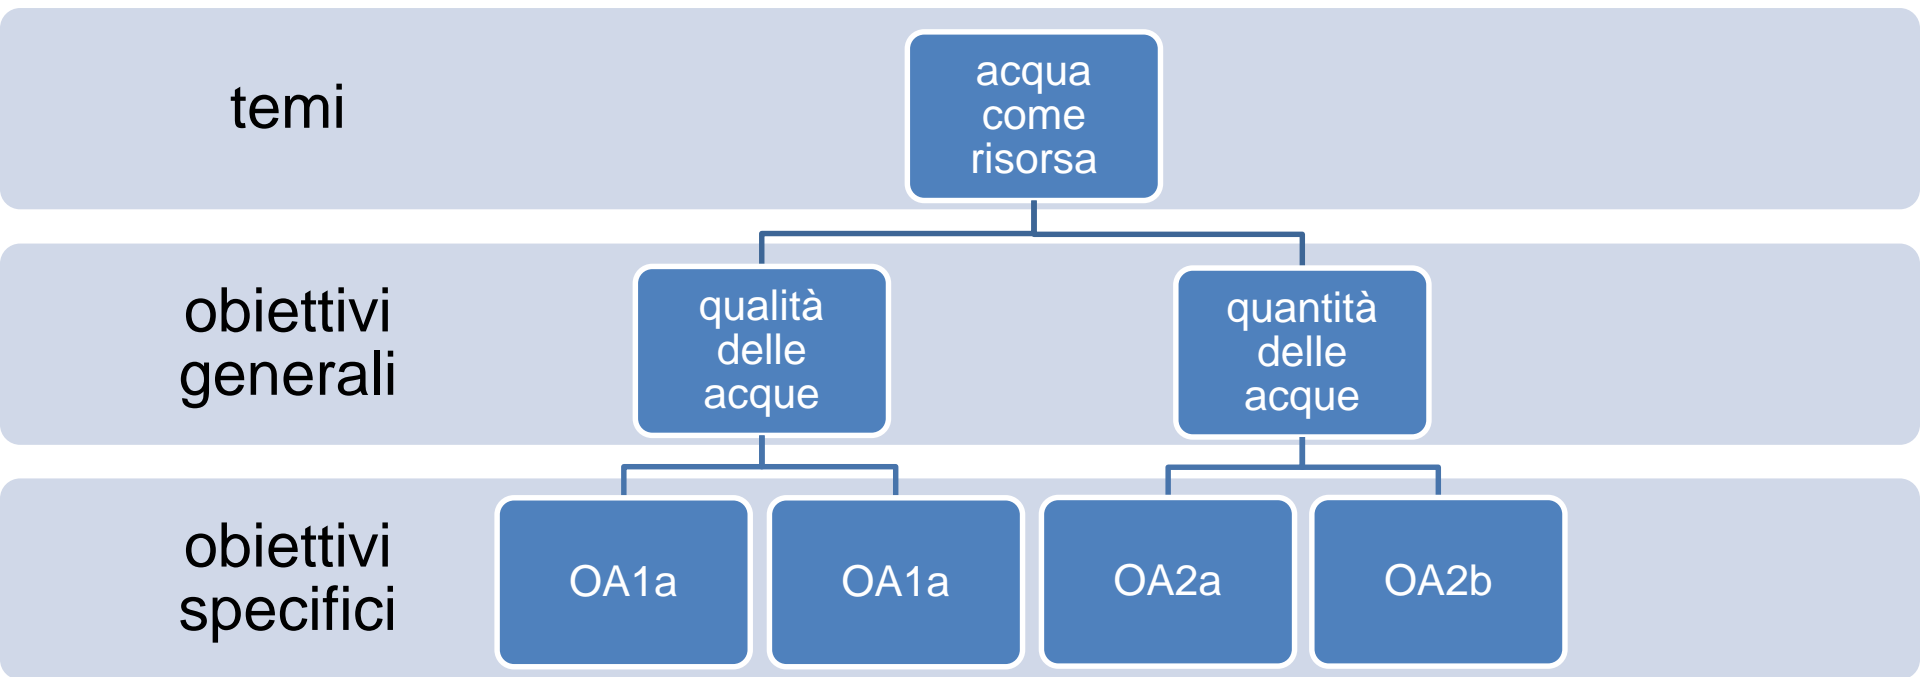 temi
acqua
come
risorsa
obiettivi
generali
qualità
delle
acque
quantità
delle
acque
obiettivi
specifici
OA1a
OA1a
OA2a
OA2b